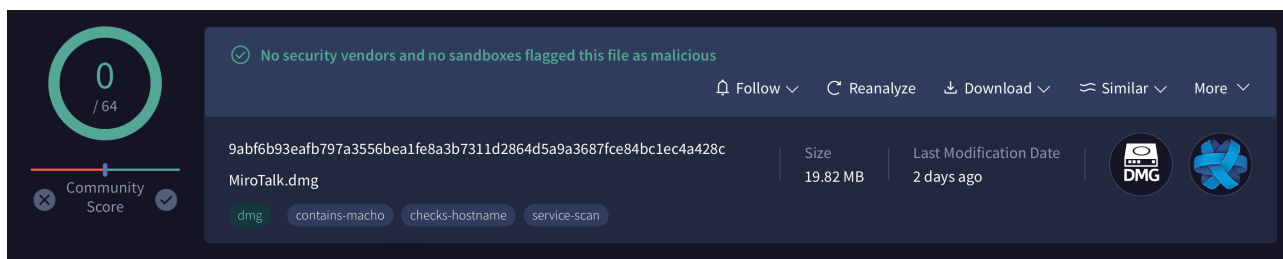 0
/ 64
Community
Score
No security vendors and no sandboxes flagged this file as malicious
Follow Reanalyze Download Similar More
9abf6b93eafb797a3556bea1fe8a3b7311d2864d5a9a3687fce84bc1ec4a428c
MiroTalk.dmg
dmg contains-macho checks-hostname service-scan
Size
19.82 MB
Last Modification Date
2 days ago
DMG